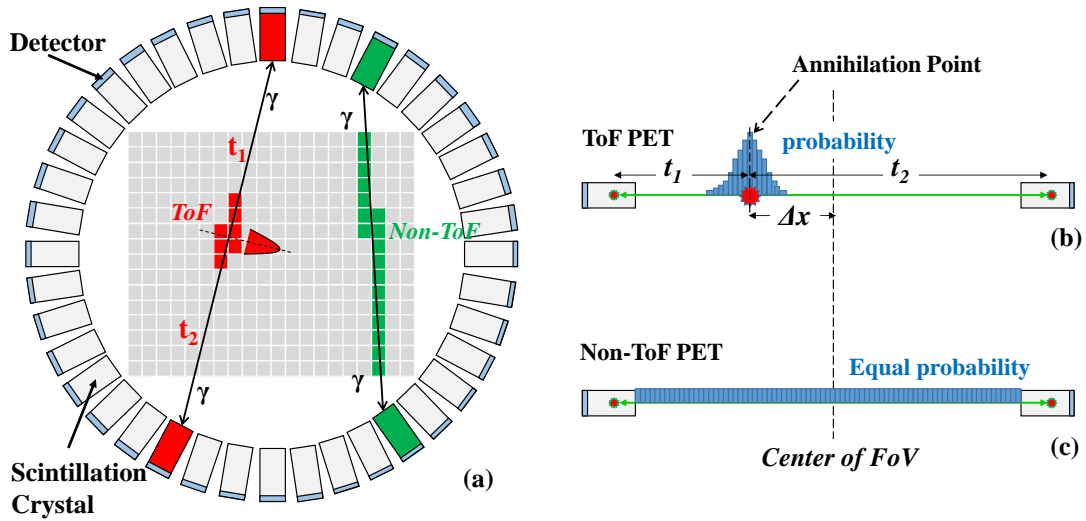 Detector
γ
γ
t₁
ToF
Non-ToF
t₂
γ
γ
Scintillation
Crystal
(a)
Annihilation Point
ToF PET
probability
t₁
t₂
Δx
(b)
Non-ToF PET
Equal probability
Center of FoV
(c)